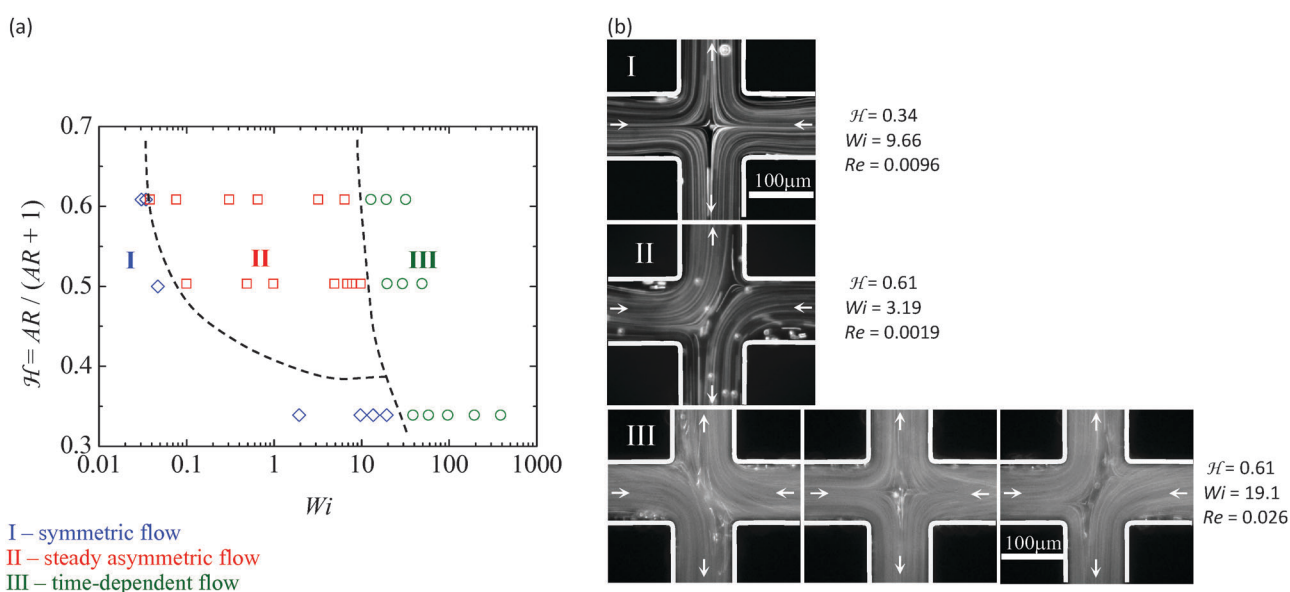 (a)
ℋ = AR / (AR + 1)
0.7
0.6
0.5
0.4
0.3
I
II
III
0.01
0.1
1
10
100
1000
Wi
I – symmetric flow
II – steady asymmetric flow
III – time-dependent flow
(b)
I
100μm
ℋ = 0.34
Wi = 9.66
Re = 0.0096
II
ℋ = 0.61
Wi = 3.19
Re = 0.0019
III
100μm
ℋ = 0.61
Wi = 19.1
Re = 0.026